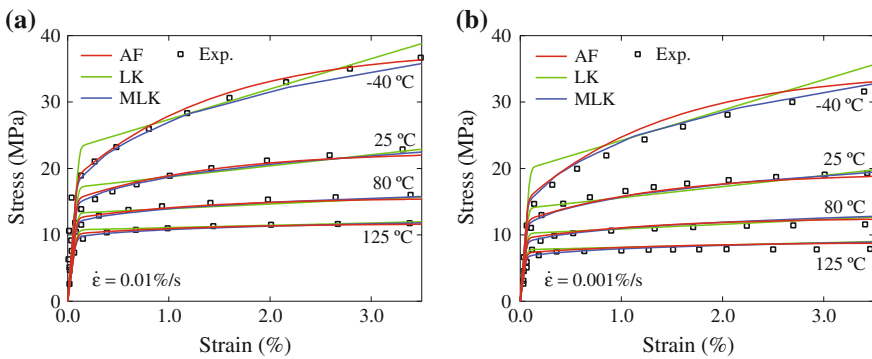 (a)
40
30
20
10
0
Stress (MPa)
AF
Exp.
LK
MLK
-40 ºC
25 ºC
80 ºC
125 ºC
ε̇ = 0.01%/s
0.0 1.0 2.0 3.0
Strain (%)
(b)
40
30
20
10
0
Stress (MPa)
AF
Exp.
LK
MLK
-40 ºC
25 ºC
80 ºC
125 ºC
ε̇ = 0.001%/s
0.0 1.0 2.0 3.0
Strain (%)